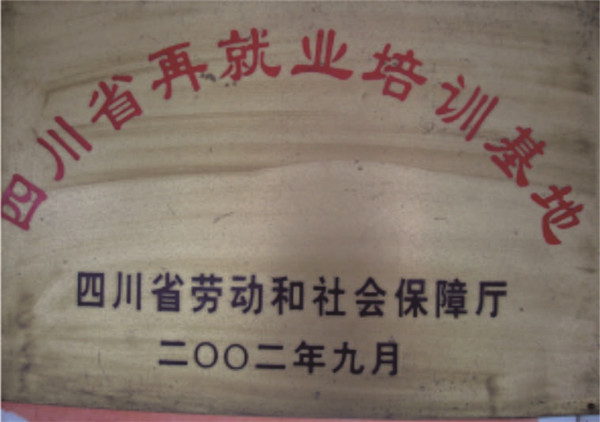 四川省再就业培训基地
四川省劳动和社会保障厅
二〇〇二年九月